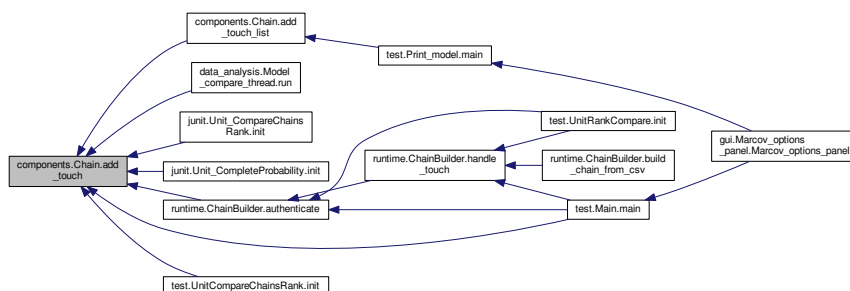 components.Chain.add
_touch_list
test.Print_model.main
data_analysis.Model
_compare_thread.run
junit.Unit_CompareChains
Rank.init
test.UnitRankCompare.init
gui.Marcov_options
_panel.Marcov_options_panel
components.Chain.add
_touch
junit.Unit_CompleteProbability.init
runtime.ChainBuilder.handle
_touch
runtime.ChainBuilder.build
_chain_from_csv
runtime.ChainBuilder.authenticate
test.Main.main
test.UnitCompareChainsRank.init